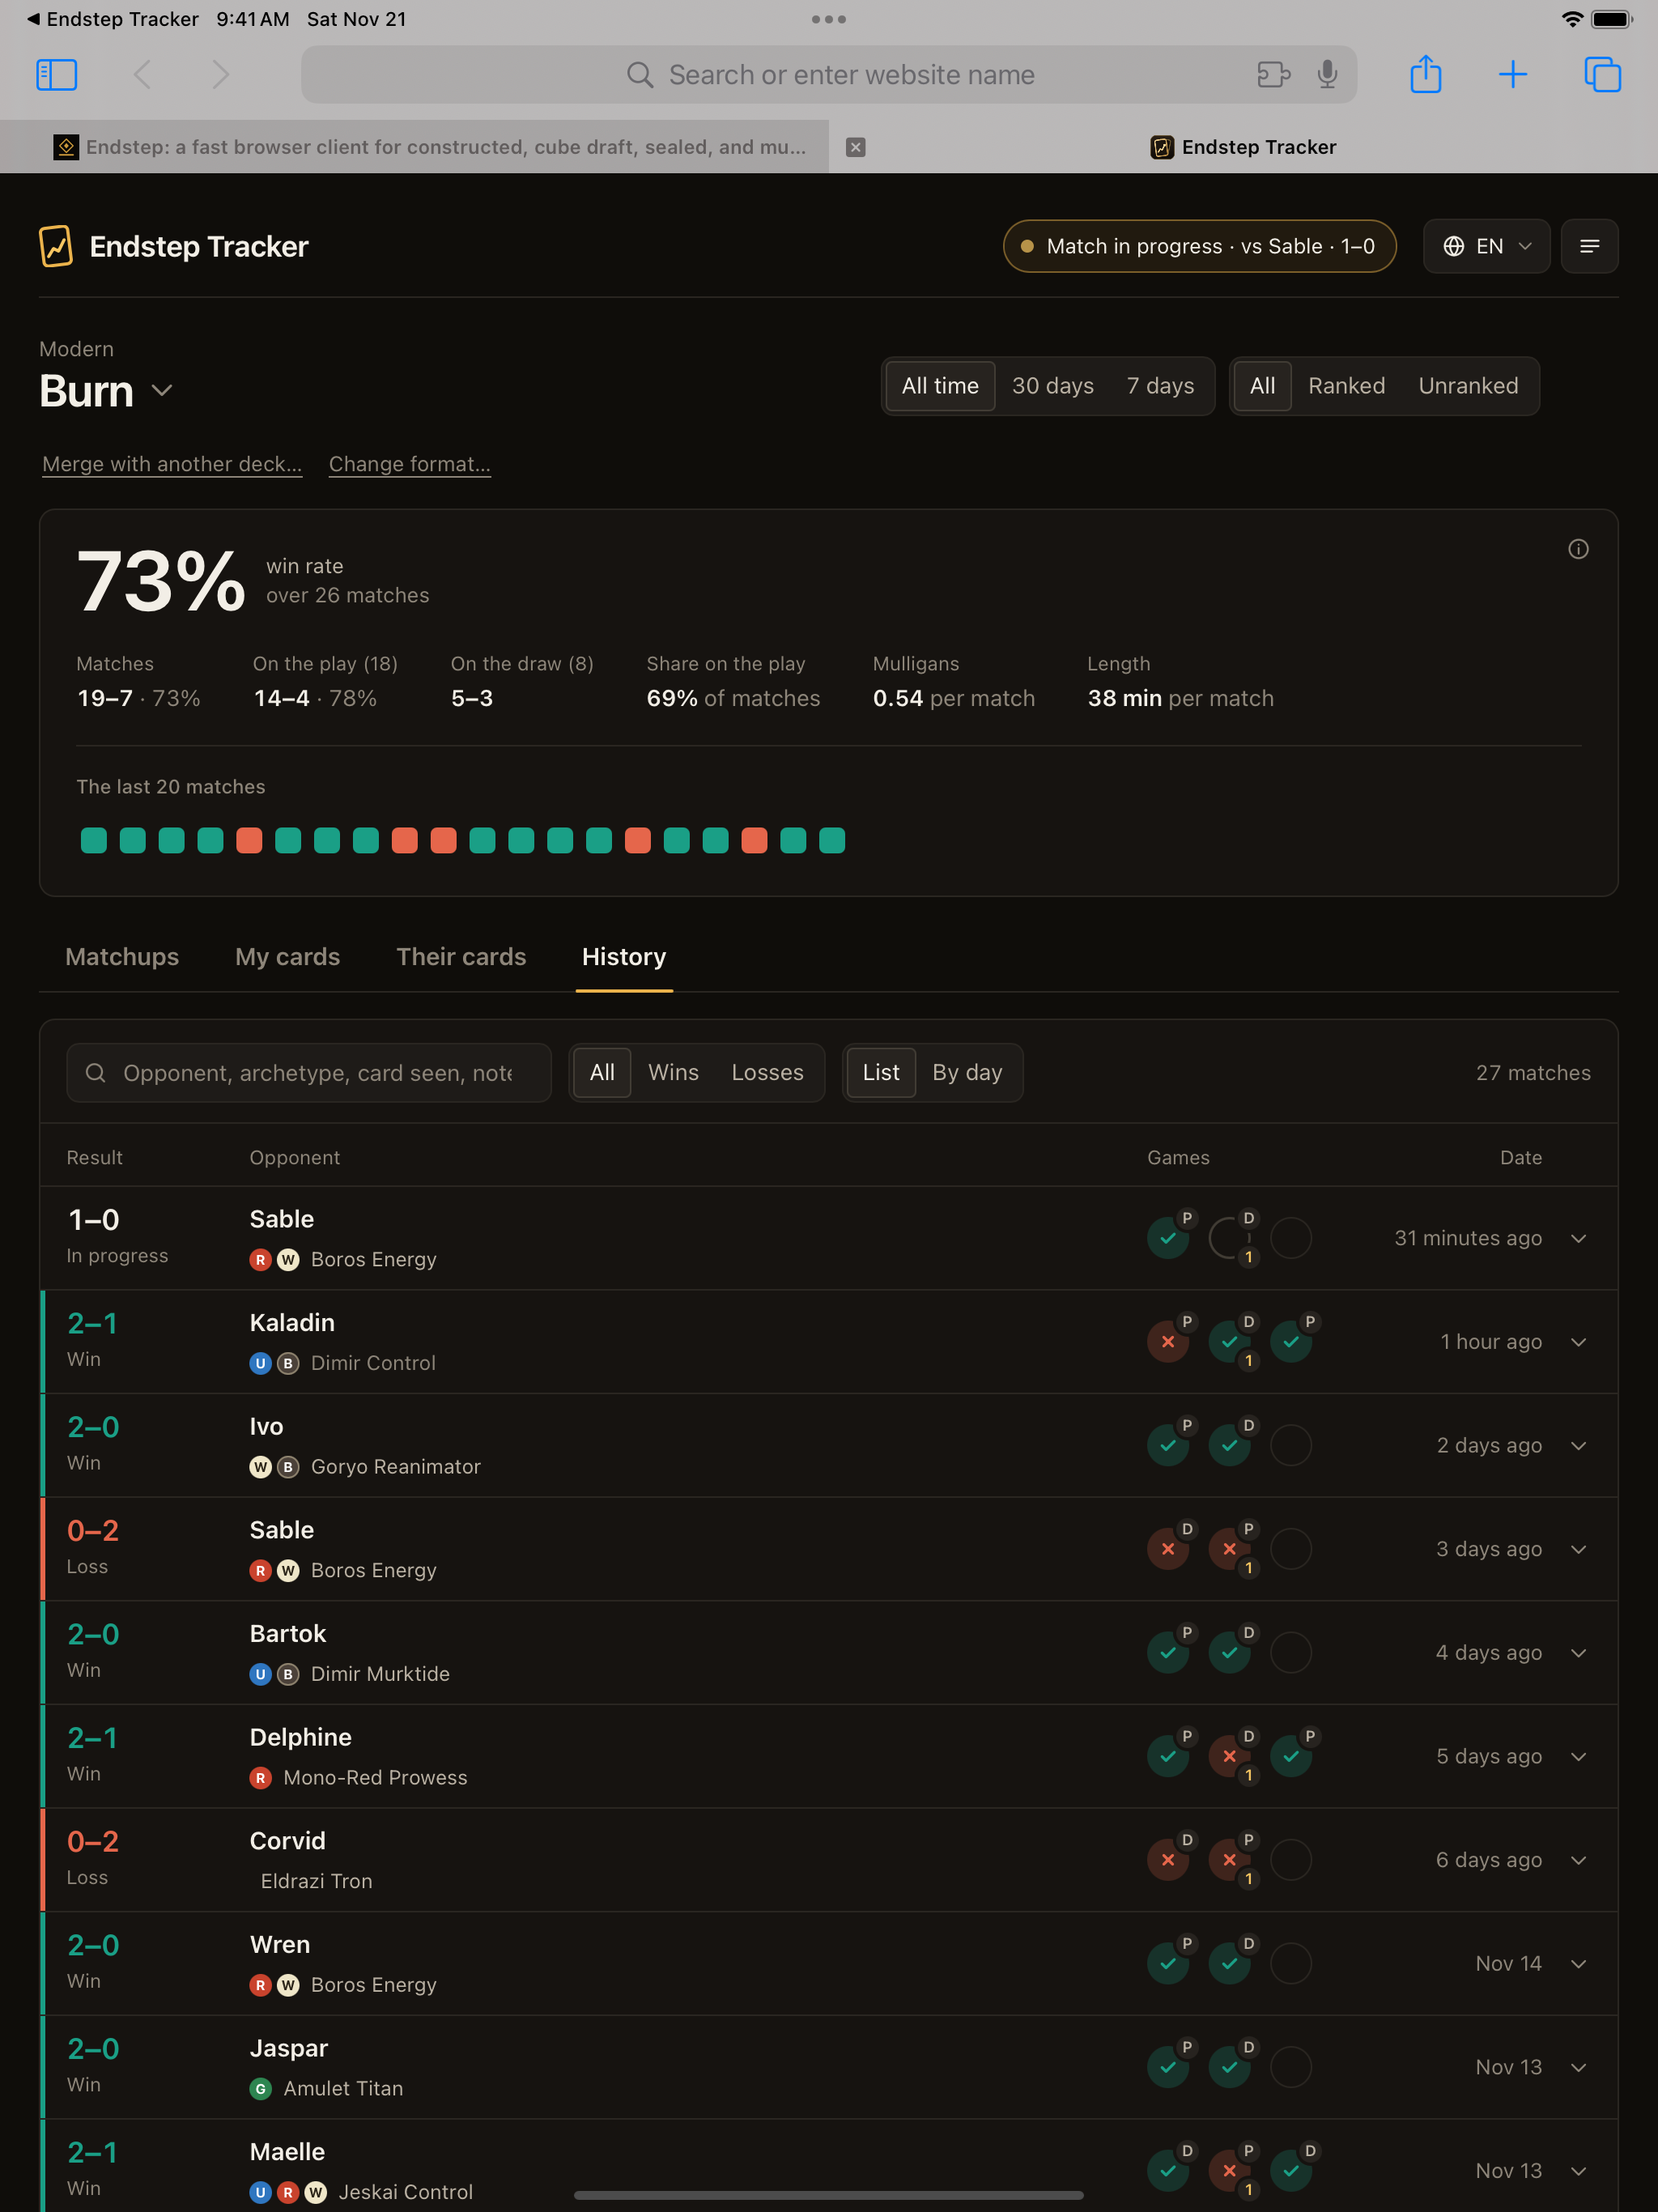 Endstep Tracker 9:41 AM Sat Nov 21
Search or enter website name
Endstep: a fast browser client for constructed, cube draft, sealed, and mu...
Endstep Tracker
Endstep Tracker
Match in progress · vs Sable · 1–0
EN
Modern
Burn
All time 30 days 7 days
All Ranked Unranked
Merge with another deck... Change format...
73%
win rate
over 26 matches
Matches
19–7 · 73%
On the play (18)
14–4 · 78%
On the draw (8)
5–3
Share on the play
69% of matches
Mulligans
0.54 per match
Length
38 min per match
The last 20 matches
Matchups My cards Their cards History
Opponent, archetype, card seen, note
All Wins Losses
List By day
27 matches
Result Opponent Games Date
1–0 Sable P D 31 minutes ago
In progress R W Boros Energy 1
2–1 Kaladin P D P 1 hour ago
Win U B Dimir Control 1
2–0 Ivo P D 2 days ago
Win W B Goryo Reanimator
0–2 Sable D P 3 days ago
Loss R W Boros Energy 1
2–0 Bartok P D 4 days ago
Win U B Dimir Murktide
2–1 Delphine P D P 5 days ago
Win R Mono-Red Prowess 1
0–2 Corvid D P 6 days ago
Loss Eldrazi Tron 1
2–0 Wren P D Nov 14
Win R W Boros Energy
2–0 Jaspar P D Nov 13
Win G Amulet Titan
2–1 Maelle D P D Nov 13
Win U R W Jeskai Control 1